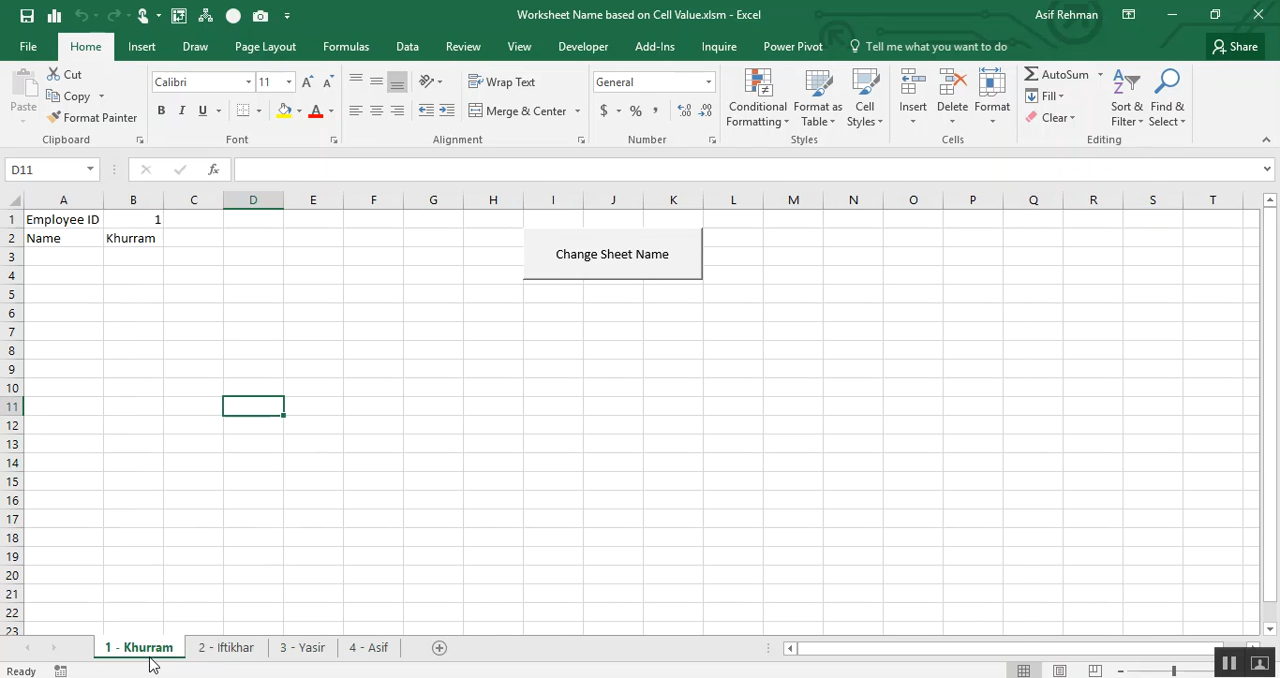 Worksheet Name based on Cell Value.xlsm - Excel
Asif Rehman
File Home Insert Draw Page Layout Formulas Data Review View Developer Add-Ins Inquire Power Pivot Tell me what you want to do Share
Paste
Cut
Copy
Format Painter
Clipboard
Calibri 11
B I U
Font
Wrap Text
Merge & Center
Alignment
General
$ % ,
Number
Conditional Formatting
Format as Table
Cell Styles
Styles
Insert
Delete
Format
Cells
AutoSum
Fill
Clear
Sort & Filter
Find & Select
Editing
D11 fx
A B C D E F G H I J K L M N O P Q R S T
1 Employee ID 1
2 Name Khurram
Change Sheet Name
3
4
5
6
7
8
9
10
11
12
13
14
15
16
17
18
19
20
21
22
23
1 - Khurram 2 - Iftikhar 3 - Yasir 4 - Asif
Ready